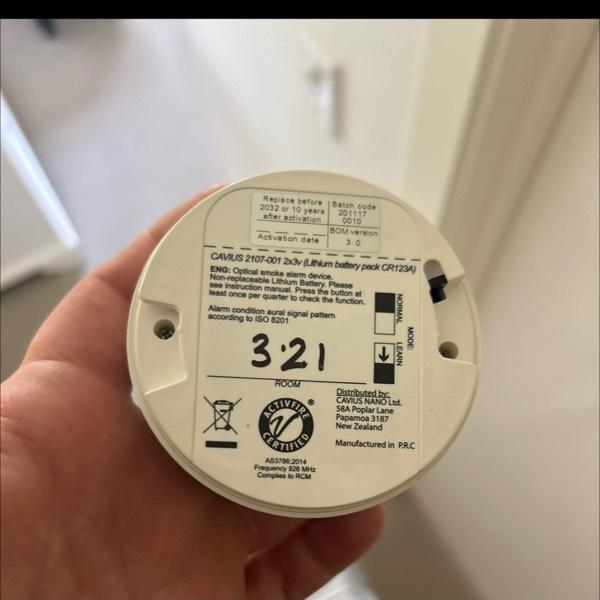 Replace before
2032 or 10 years
after activation
Activation date
Batch code
201117
0010
BOM version
3.0
CAVIUS 2107-001 2x3v (Lithium battery pack CR123A)
ENG: Optical smoke alarm device.
Non-replaceable Lithium Battery. Please
see instruction manual. Press the button at
least once per quarter to check the function.
Alarm condition aural signal pattern
according to ISO 8201
NORMAL
MODE:
LEARN
3·21
ROOM
ACTIVFIRE®
CERTIFIED
AS3786:2014
Frequency 926 MHz
Complies to RCM
Distributed by:
CAVIUS NANO Ltd.
58A Poplar Lane
Papamoa 3187
New Zealand
Manufactured in P.R.C